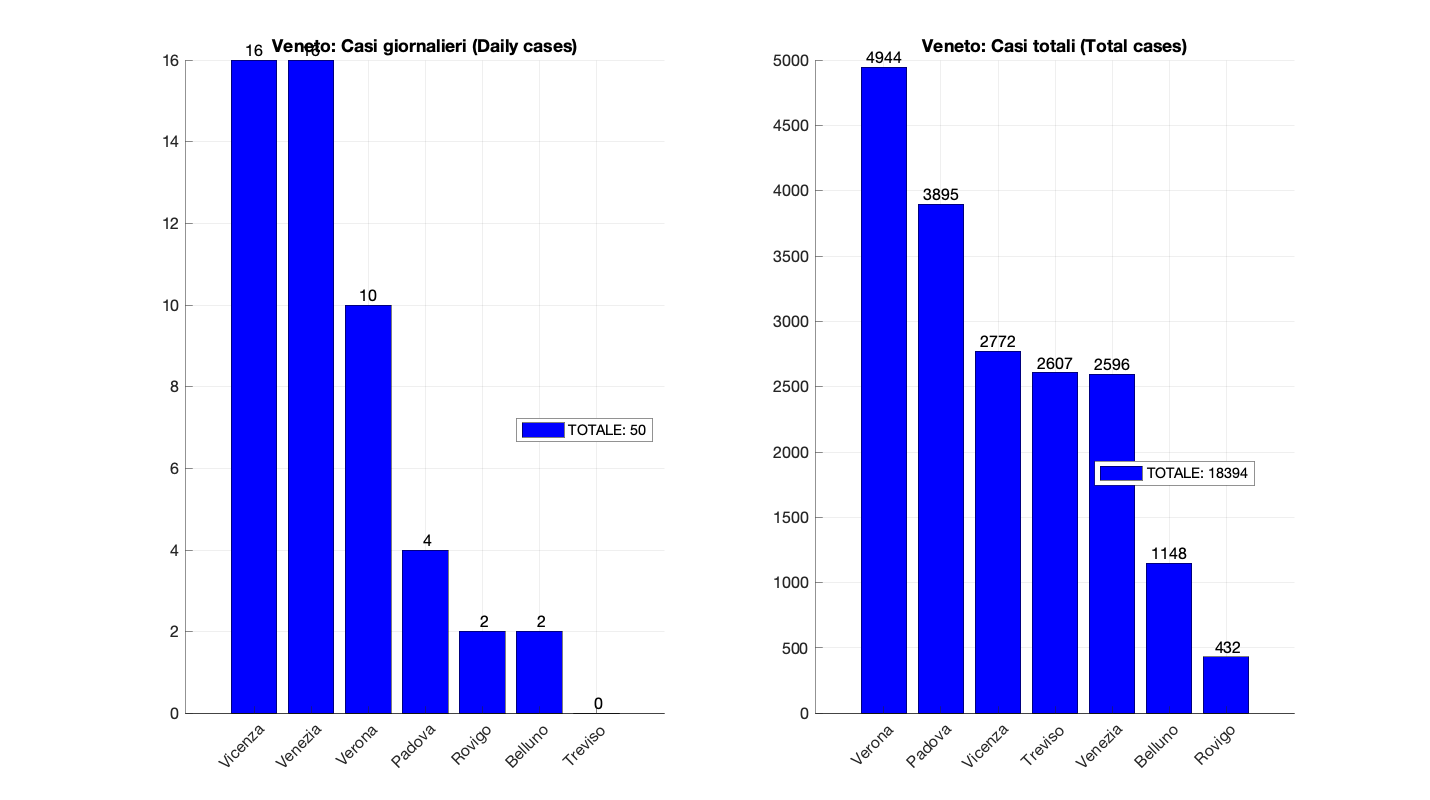 Veneto: Casi giornalieri (Daily cases)
16
16
16
14
12
10
8
6
4
2
0
10
4
2
2
0
TOTALE: 50
Vicenza
Venezia
Verona
Padova
Rovigo
Belluno
Treviso
Veneto: Casi totali (Total cases)
5000
4500
4000
3500
3000
2500
2000
1500
1000
500
0
4944
3895
2772
2607
2596
1148
432
TOTALE: 18394
Verona
Padova
Vicenza
Treviso
Venezia
Belluno
Rovigo